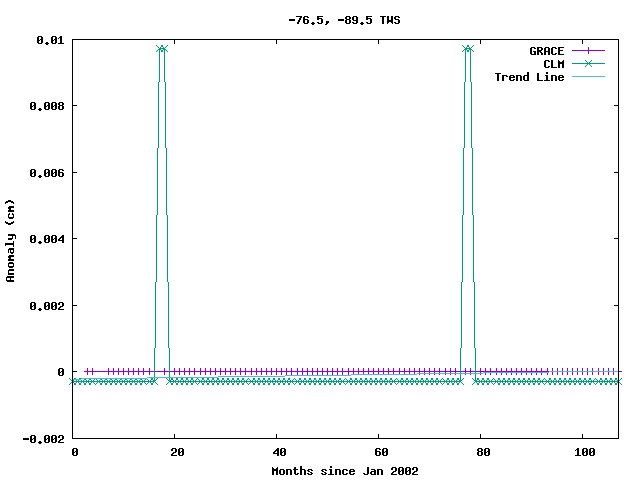 -76.5, -89.5 TWS
0.01
0.008
0.006
0.004
0.002
0
-0.002
Anomaly (cm)
GRACE
CLM
Trend Line
0 20 40 60 80 100
Months since Jan 2002